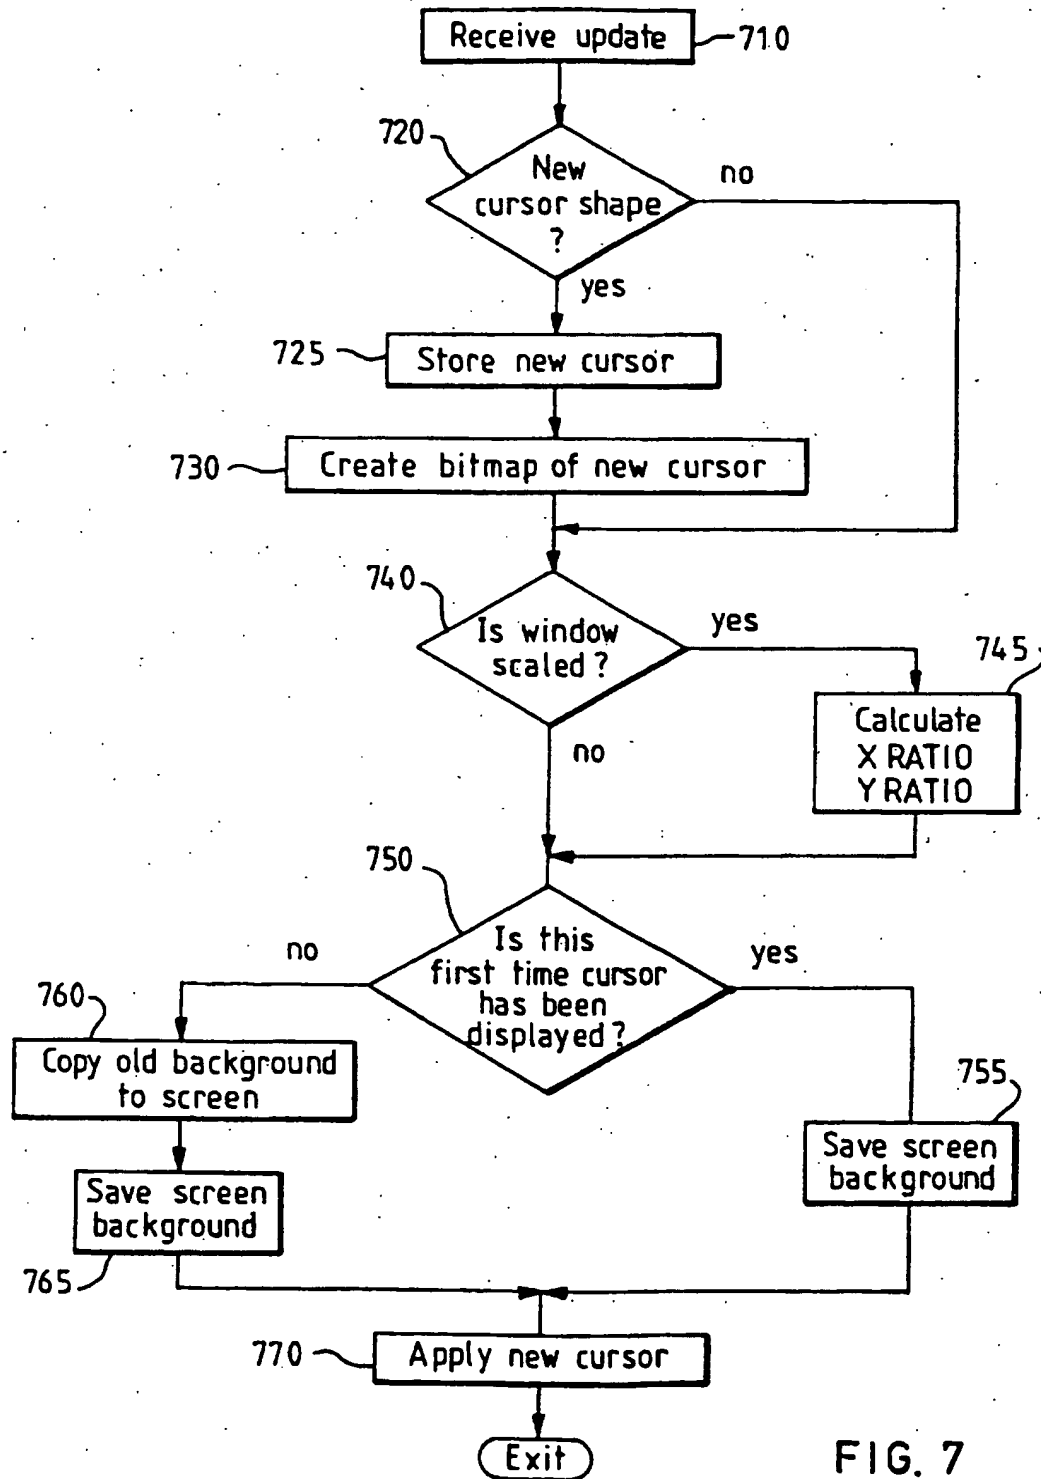 Receive update
710
720
New
cursor shape
?
no
yes
725
Store new cursor
730
Create bitmap of new cursor
740
Is window
scaled?
yes
745
Calculate
X RATIO
Y RATIO
no
750
Is this
first time cursor
has been
displayed?
no
yes
760
Copy old background
to screen
755
Save screen
background
Save screen
background
765
770
Apply new cursor
Exit
FIG. 7